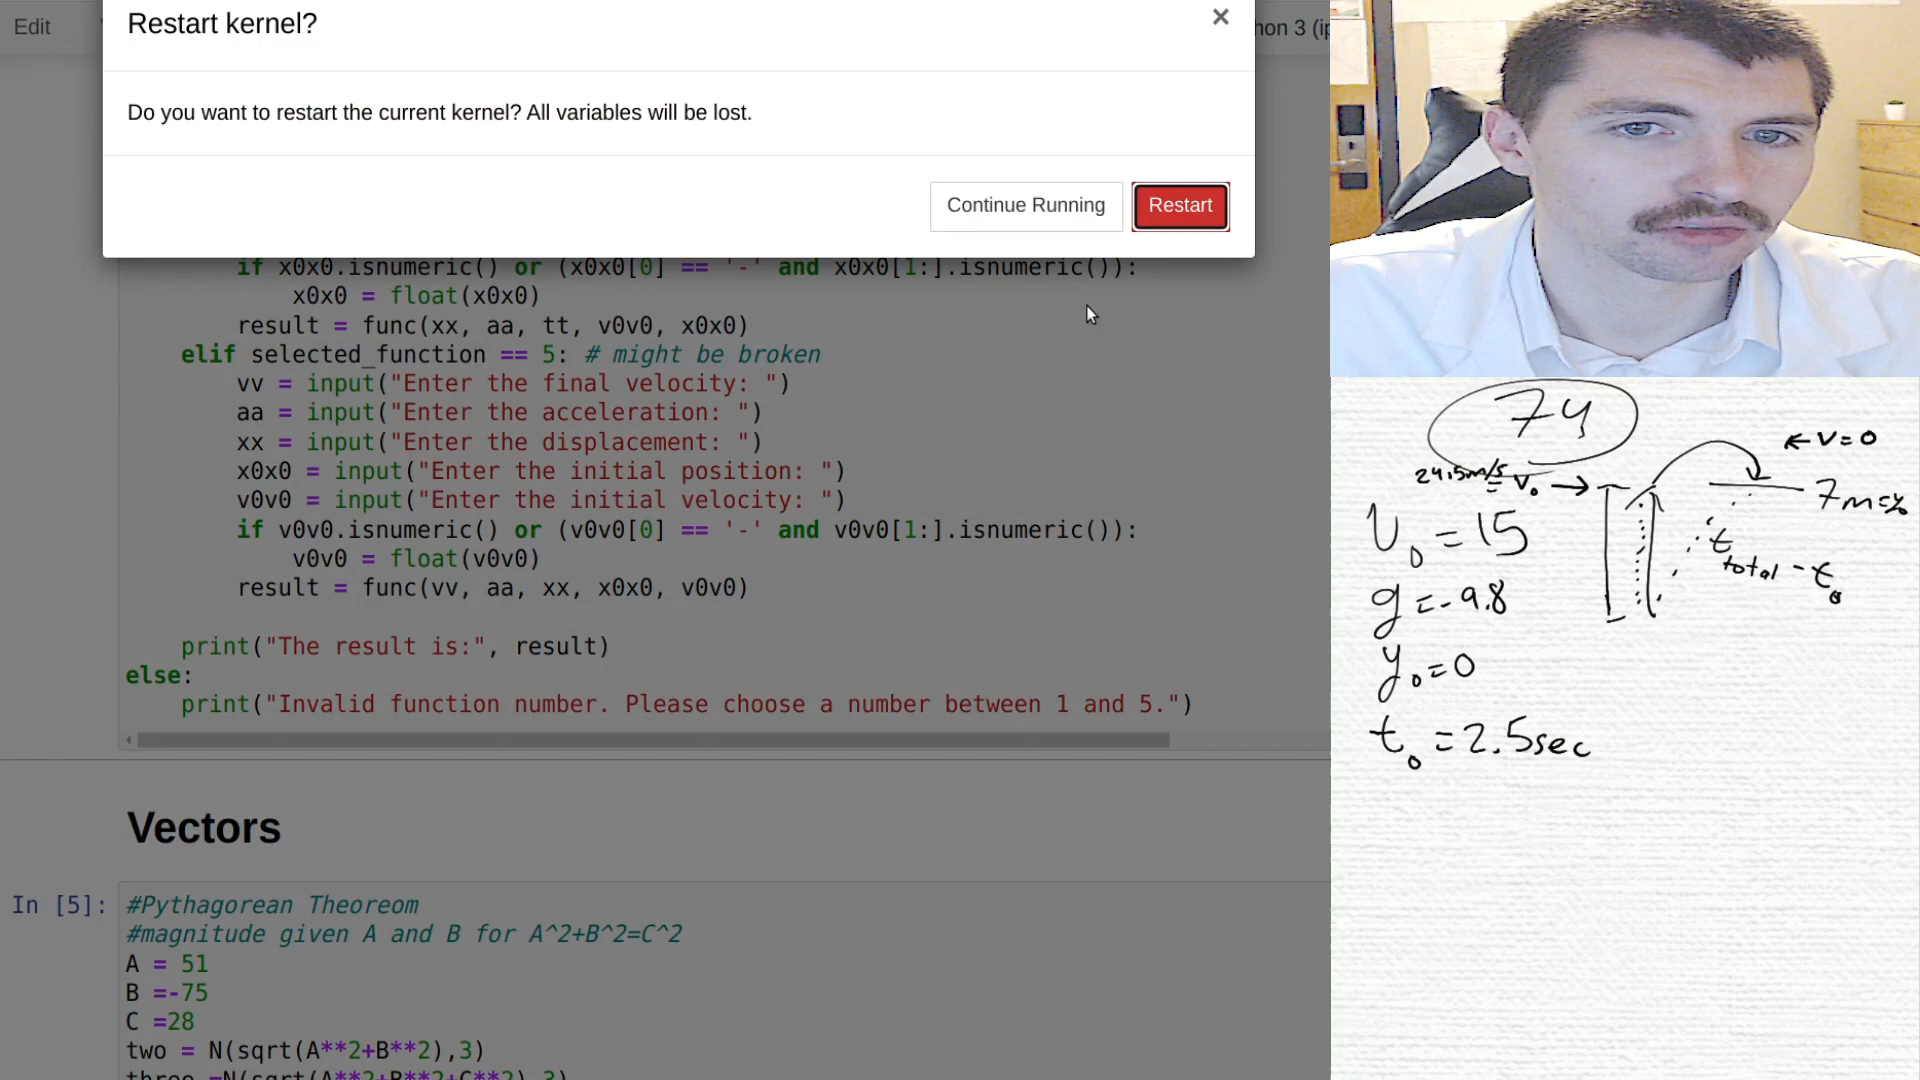 Restart kernel?
×
Edit
hon 3 (ip
Do you want to restart the current kernel? All variables will be lost.
Continue Running
Restart
if x0x0.isnumeric() or (x0x0[0] == '-' and x0x0[1:].isnumeric()):
x0x0 = float(x0x0)
result = func(xx, aa, tt, v0v0, x0x0)
elif selected_function == 5: # might be broken
vv = input("Enter the final velocity: ")
aa = input("Enter the acceleration: ")
xx = input("Enter the displacement: ")
x0x0 = input("Enter the initial position: ")
v0v0 = input("Enter the initial velocity: ")
if v0v0.isnumeric() or (v0v0[0] == '-' and v0v0[1:].isnumeric()):
v0v0 = float(v0v0)
result = func(vv, aa, xx, x0x0, v0v0)
print("The result is:", result)
else:
print("Invalid function number. Please choose a number between 1 and 5.")
Vectors
In [5]:
#Pythagorean Theoreom
#magnitude given A and B for A^2+B^2=C^2
A = 51
B =-75
C =28
two = N(sqrt(A**2+B**2),3)
three =N(sqrt(A**2+B**2+C**2),3)
74
← v = 0
24.5m/s = v₀ →
7m =
v₀ = 15
t total - t₀
g = -9.8
y₀ = 0
t₀ = 2.5sec